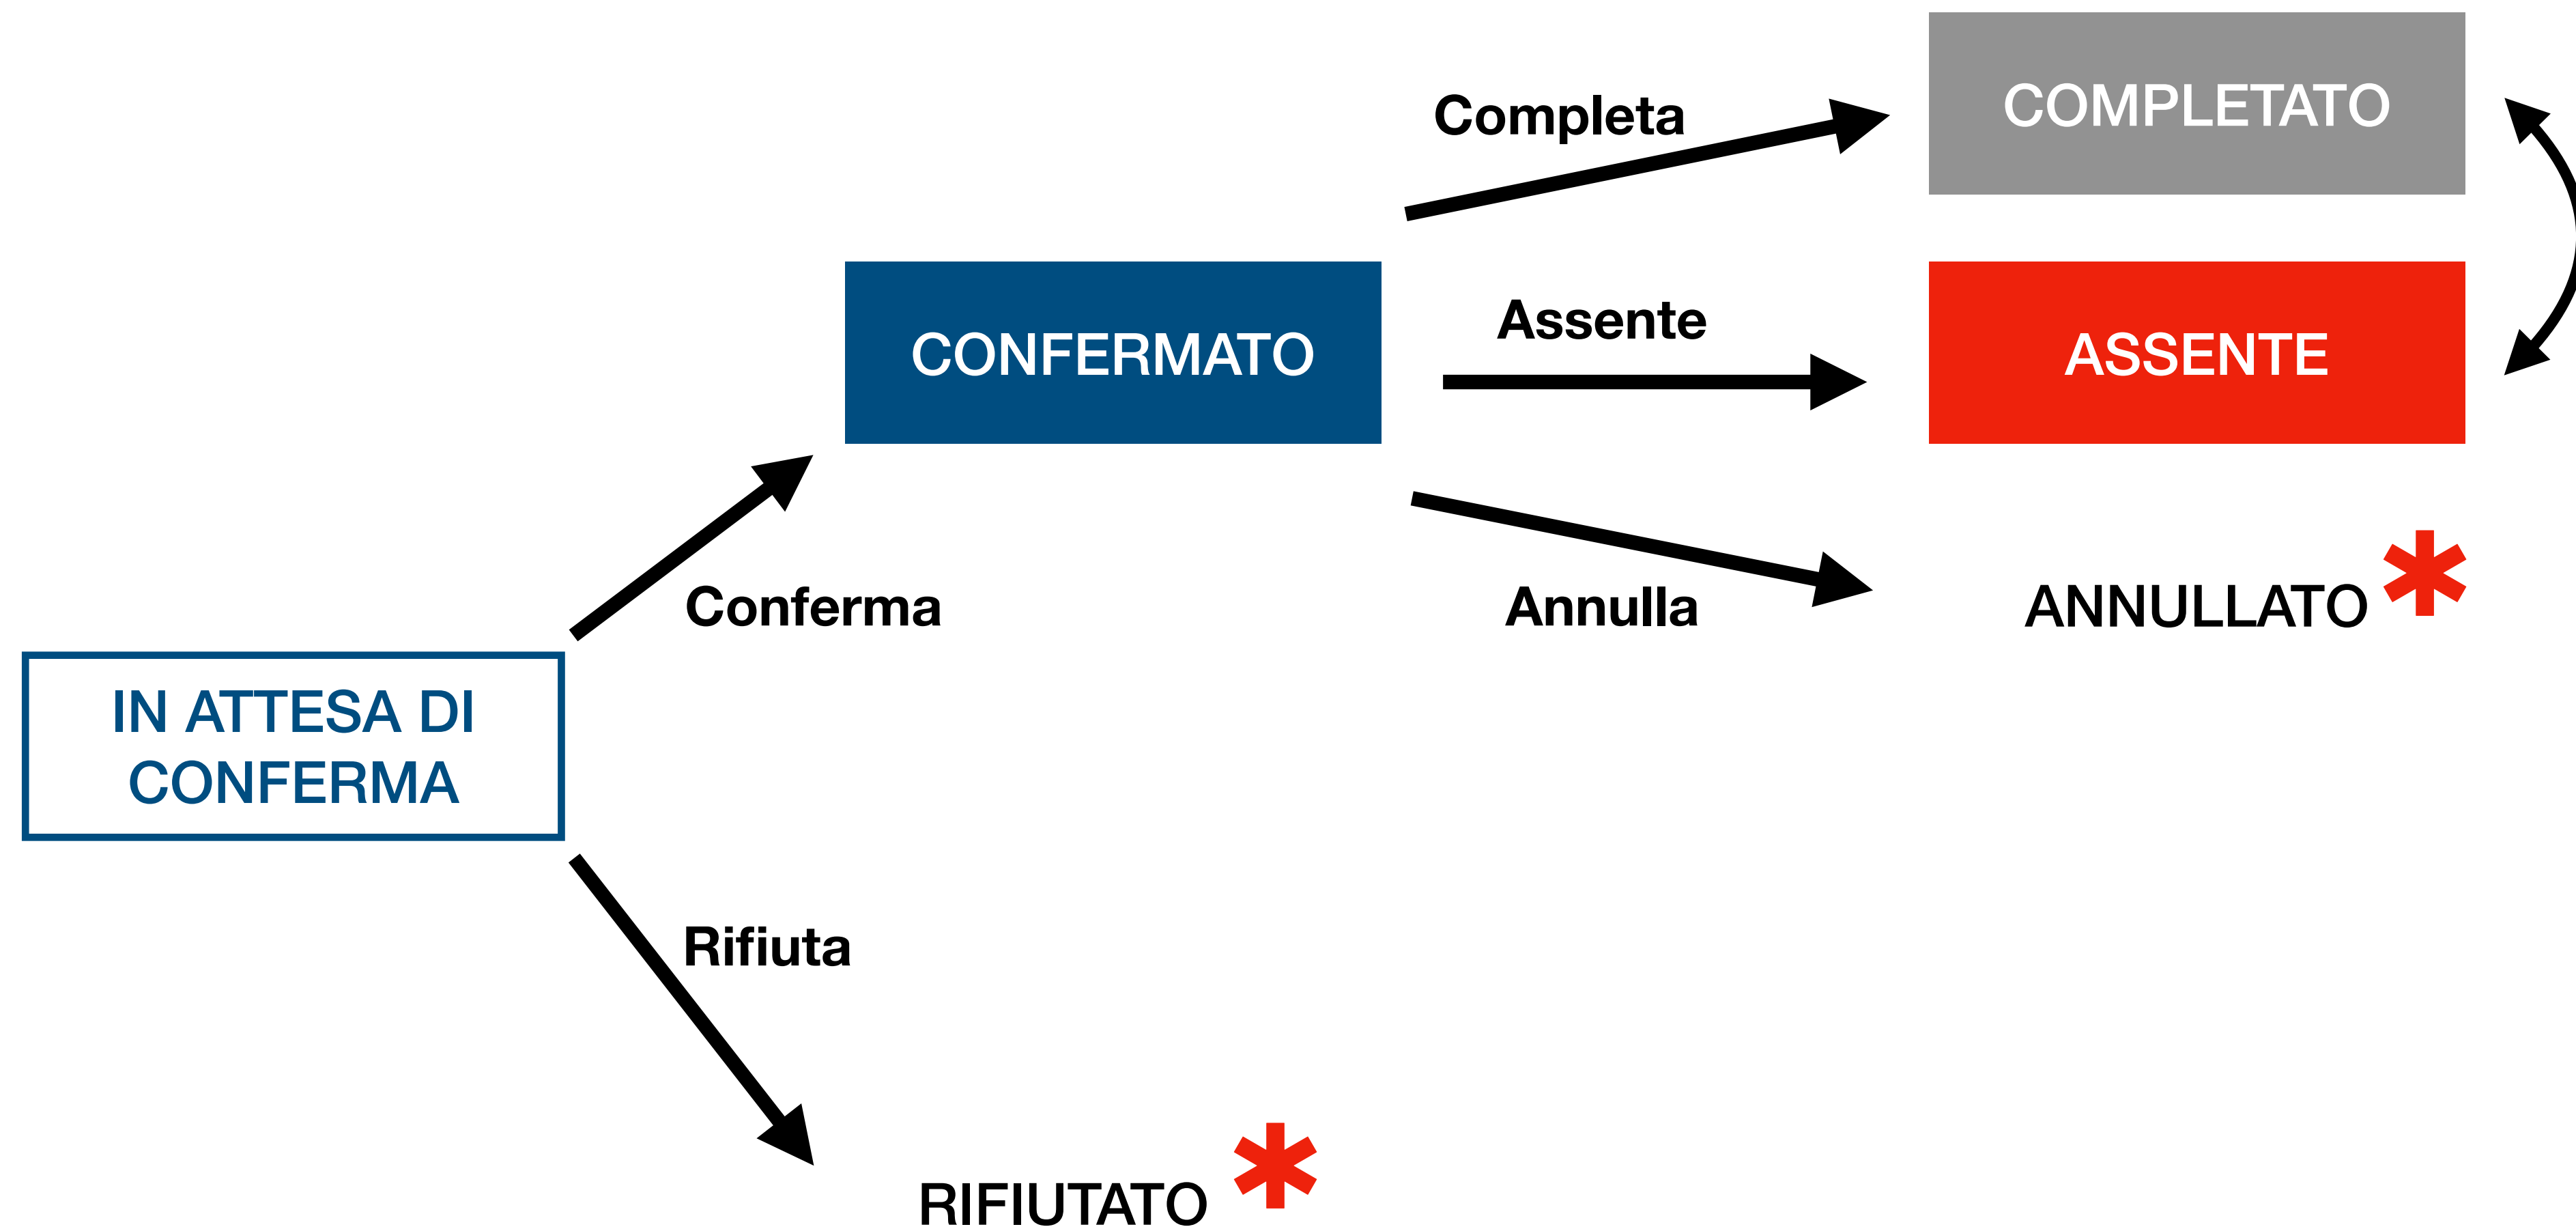 COMPLETATO
Completa
Assente
CONFERMATO
ASSENTE
Conferma
Annulla
ANNULLATO *
IN ATTESA DI
CONFERMA
Rifiuta
RIFIUTATO *